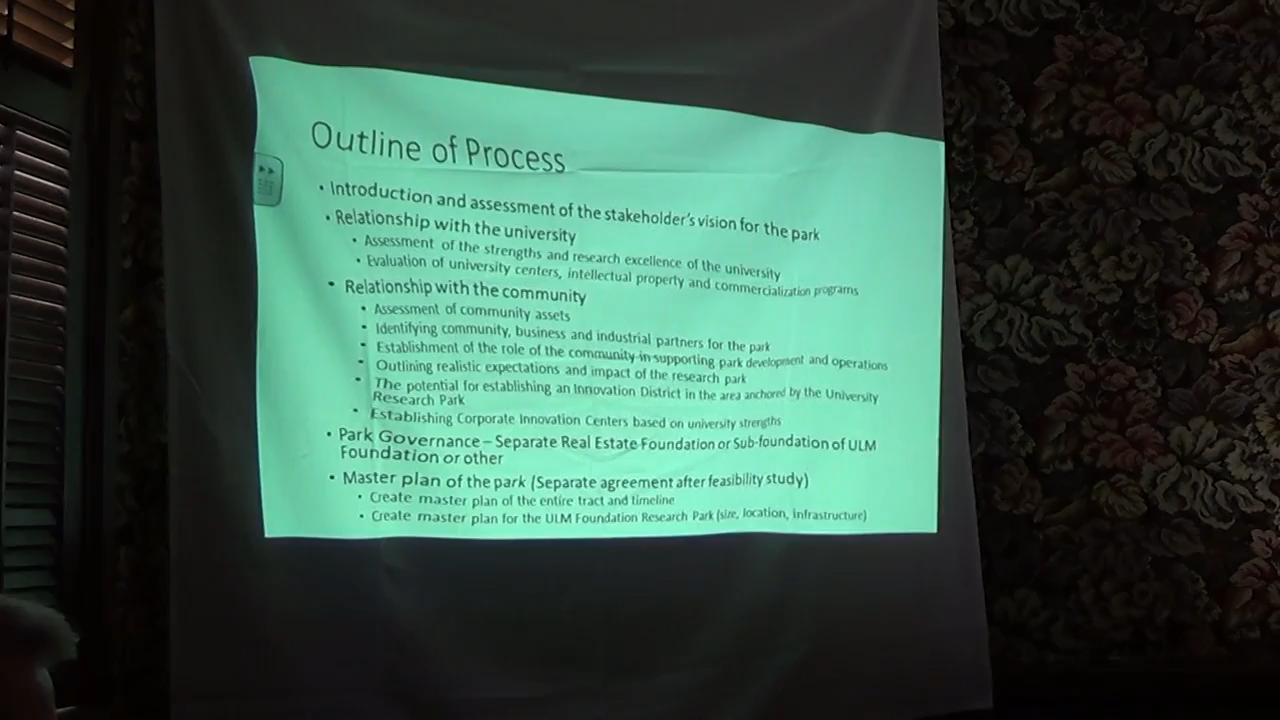 Outline of Process
• Introduction and assessment of the stakeholder's vision for the park
• Relationship with the university
• Assessment of the strengths and research excellence of the university
• Evaluation of university centers, intellectual property and commercialization programs
• Relationship with the community
• Assessment of community assets
• Identifying community, business and industrial partners for the park
• Establishment of the role of the community in supporting park development and operations
• Outlining realistic expectations and impact of the research park
• The potential for establishing an Innovation District in the area anchored by the University
Research Park
• Establishing Corporate Innovation Centers based on university strengths
• Park Governance – Separate Real Estate Foundation or Sub-foundation of ULM
Foundation or other
• Master plan of the park (Separate agreement after feasibility study)
• Create master plan of the entire tract and timeline
• Create master plan for the ULM Foundation Research Park (size, location, infrastructure)